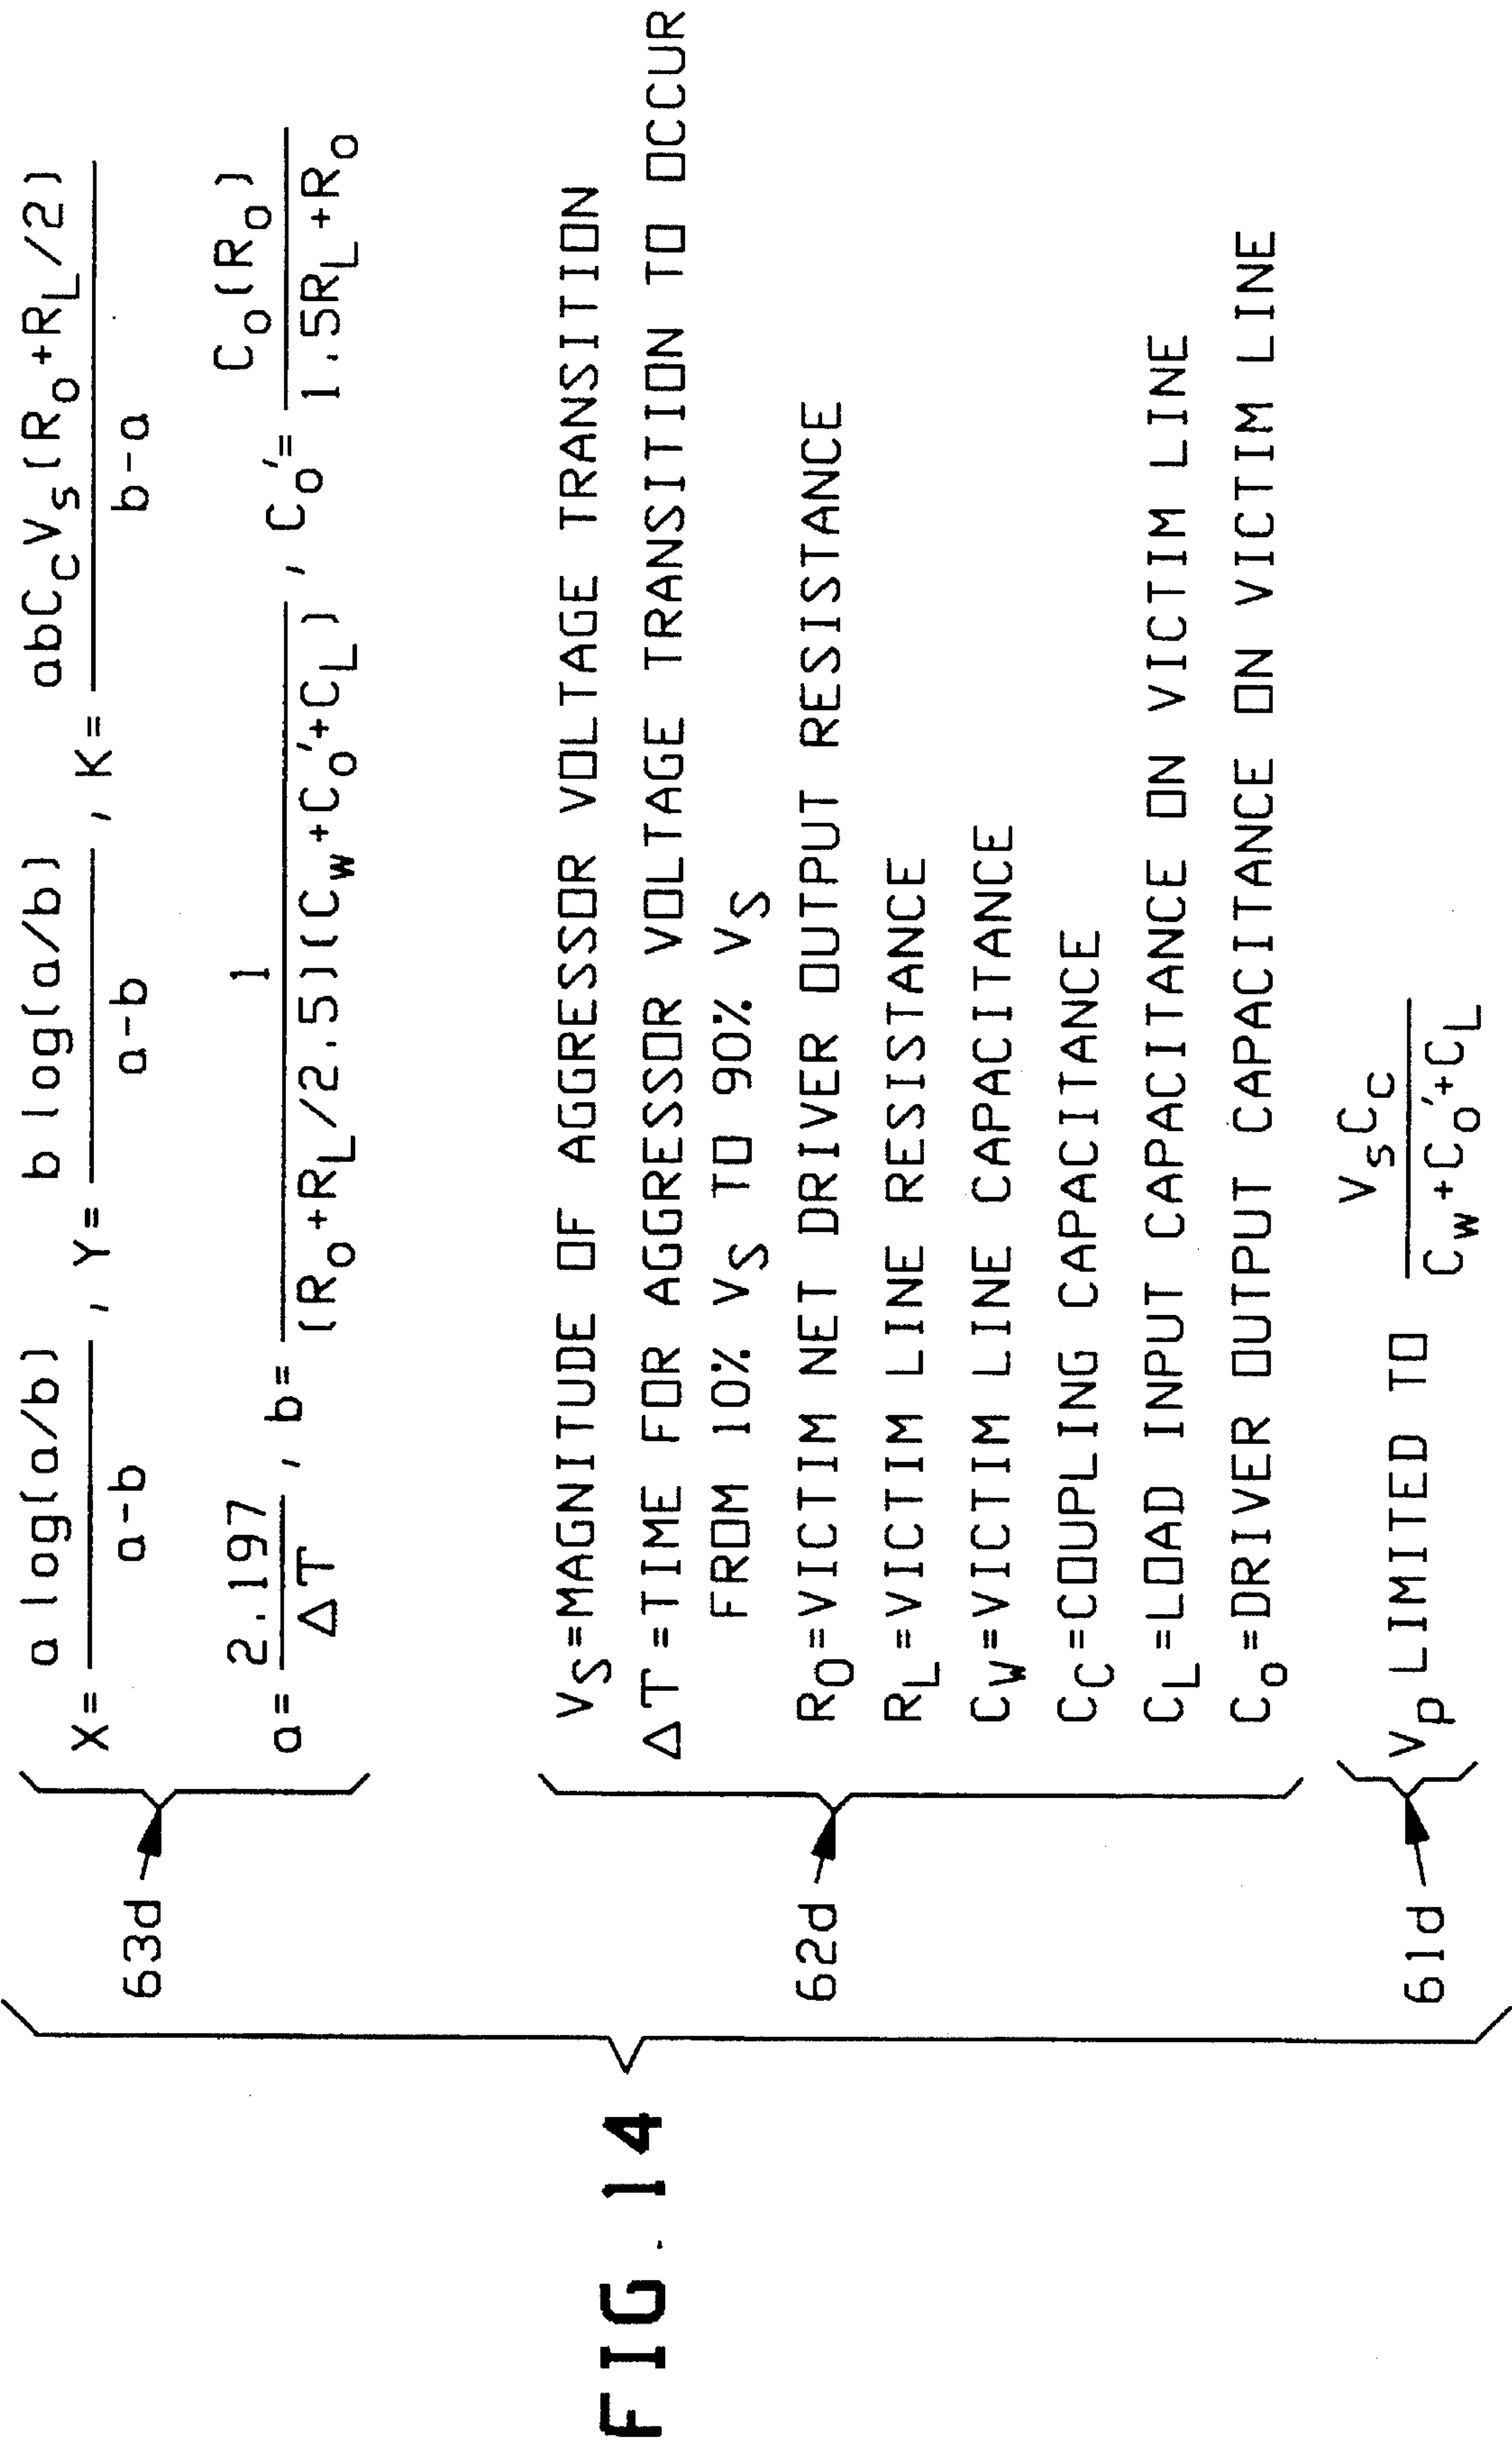 FIG. 14
63d
X = a log(a/b) / a-b , Y = b log(a/b) / a-b , K = abC_C V_S (R_O + R_L/2) / b-a
a = 2.197 / ΔT , b = 1 / (R_O + R_L/2.5)(C_W + C_O' + C_L) , C_O' = C_O(R_O) / 1.5R_L + R_O
62d
V_S = MAGNITUDE OF AGGRESSOR VOLTAGE TRANSITION
ΔT = TIME FOR AGGRESSOR VOLTAGE TRANSITION TO OCCUR
FROM 10% V_S TO 90% V_S
R_O = VICTIM NET DRIVER OUTPUT RESISTANCE
R_L = VICTIM LINE RESISTANCE
C_W = VICTIM LINE CAPACITANCE
C_C = COUPLING CAPACITANCE
C_L = LOAD INPUT CAPACITANCE ON VICTIM LINE
C_O = DRIVER OUTPUT CAPACITANCE ON VICTIM LINE
61d
V_p LIMITED TO V_S C_C / C_W + C_O' + C_L